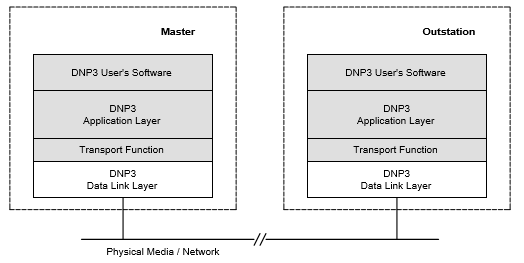 Master
DNP3 User's Software
DNP3
Application Layer
Transport Function
DNP3
Data Link Layer
Outstation
DNP3 User's Software
DNP3
Application Layer
Transport Function
DNP3
Data Link Layer
Physical Media / Network